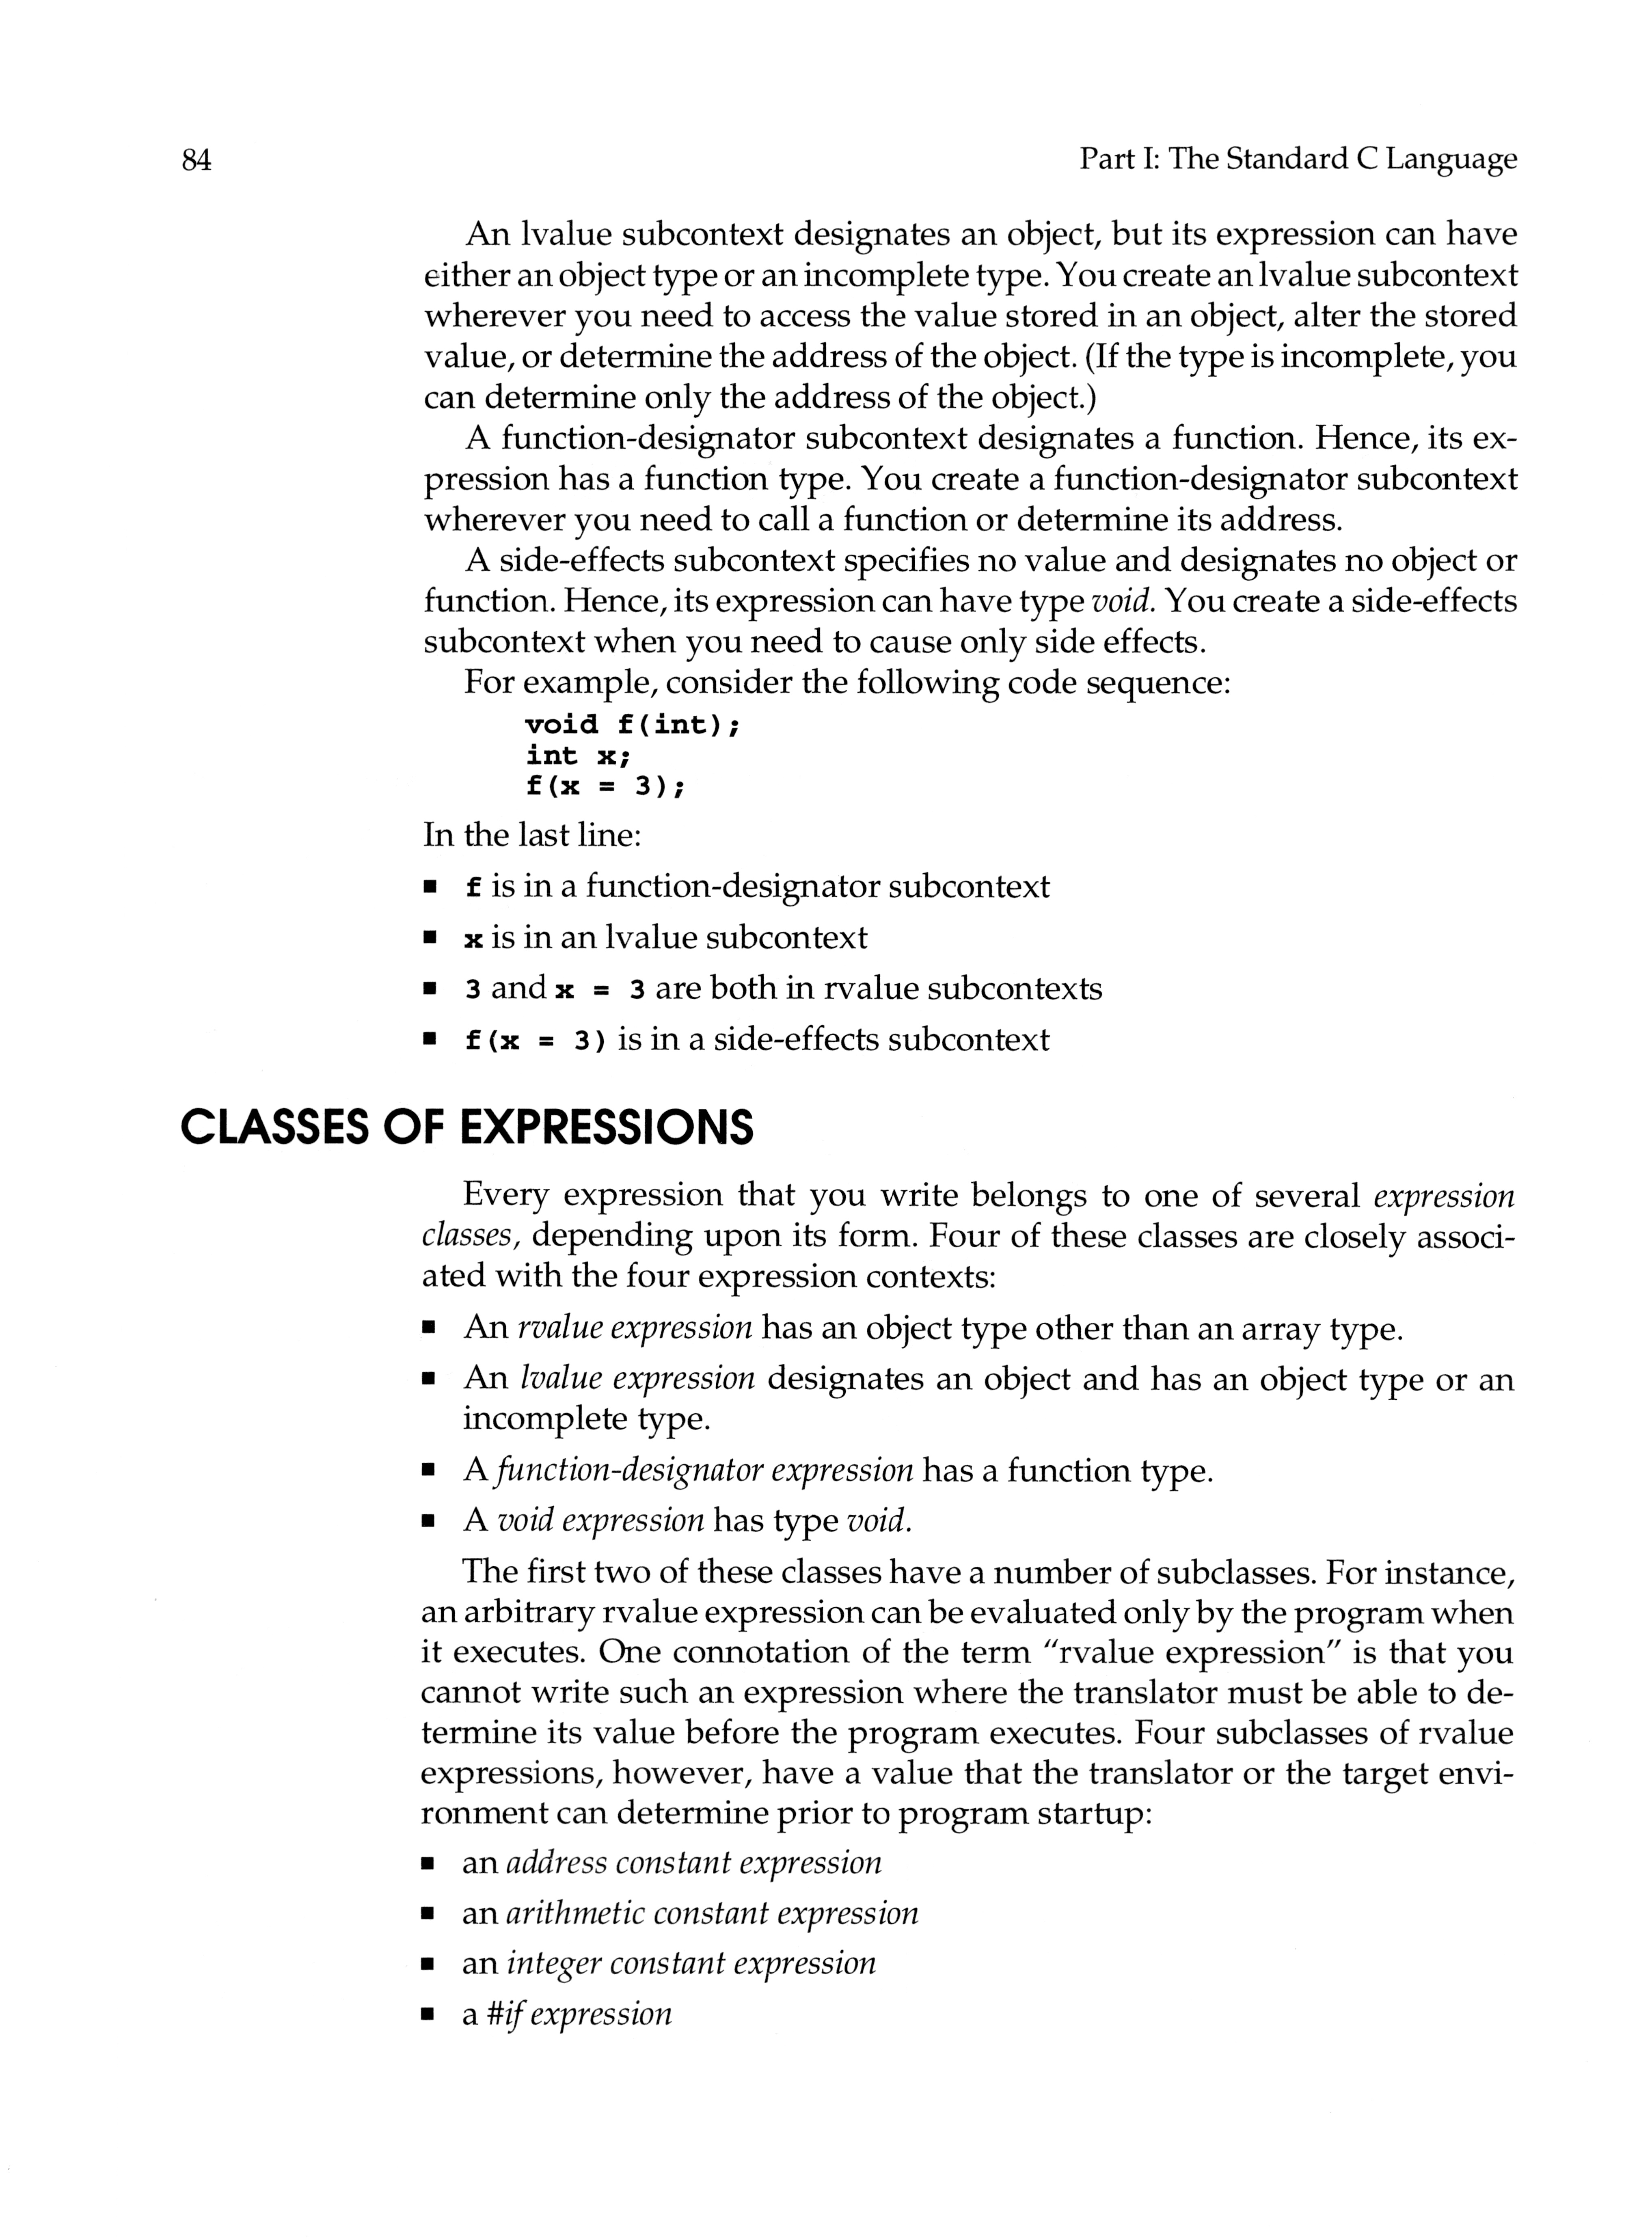 84 Part I: The Standard C Language
An lvalue subcontext designates an object, but its expression can have
either an object type or an incomplete type. You create an lvalue subcontext
wherever you need to access the value stored in an object, alter the stored
value, or determine the address of the object. (If the type is incomplete, you
can determine only the address of the object.)
A function-designator subcontext designates a function. Hence, its ex-
pression has a function type. You create a function-designator subcontext
wherever you need to call a function or determine its address.
A side-effects subcontext specifies no value and designates no object or
function. Hence, its expression can have type void. You create a side-effects
subcontext when you need to cause only side effects.
For example, consider the following code sequence:
void f(int);
int x;
f(x = 3);
In the last line:
■ f is in a function-designator subcontext
■ x is in an lvalue subcontext
■ 3 and x = 3 are both in rvalue subcontexts
■ f(x = 3) is in a side-effects subcontext
CLASSES OF EXPRESSIONS
Every expression that you write belongs to one of several expression
classes, depending upon its form. Four of these classes are closely associ-
ated with the four expression contexts:
■ An rvalue expression has an object type other than an array type.
■ An lvalue expression designates an object and has an object type or an
incomplete type.
■ A function-designator expression has a function type.
■ A void expression has type void.
The first two of these classes have a number of subclasses. For instance,
an arbitrary rvalue expression can be evaluated only by the program when
it executes. One connotation of the term "rvalue expression" is that you
cannot write such an expression where the translator must be able to de-
termine its value before the program executes. Four subclasses of rvalue
expressions, however, have a value that the translator or the target envi-
ronment can determine prior to program startup:
■ an address constant expression
■ an arithmetic constant expression
■ an integer constant expression
■ a #if expression